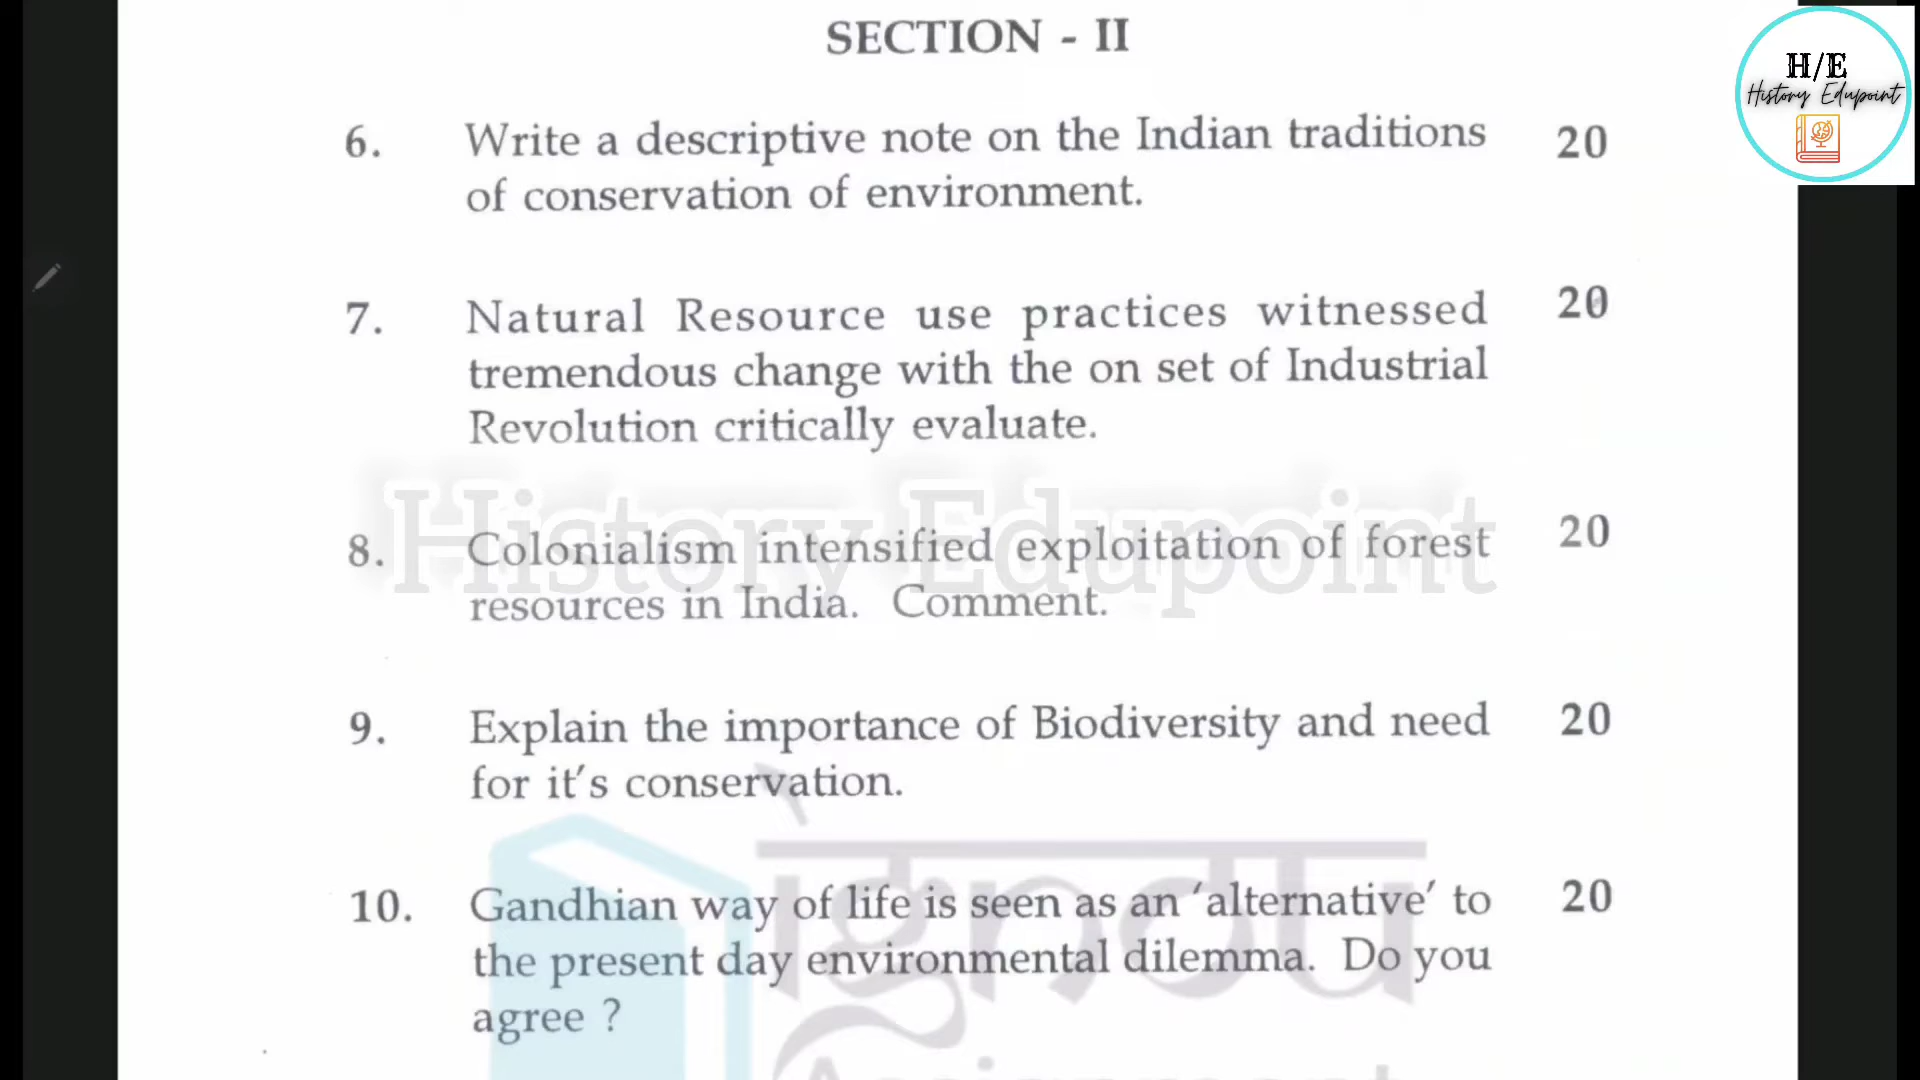 SECTION - II
H/E
History Edupoint
6. Write a descriptive note on the Indian traditions 20
of conservation of environment.
7. Natural Resource use practices witnessed 20
tremendous change with the on set of Industrial
Revolution critically evaluate.
History Edupoint
8. Colonialism intensified exploitation of forest 20
resources in India. Comment.
9. Explain the importance of Biodiversity and need 20
for it's conservation.
ignou
10. Gandhian way of life is seen as an 'alternative' to 20
the present day environmental dilemma. Do you
agree ?